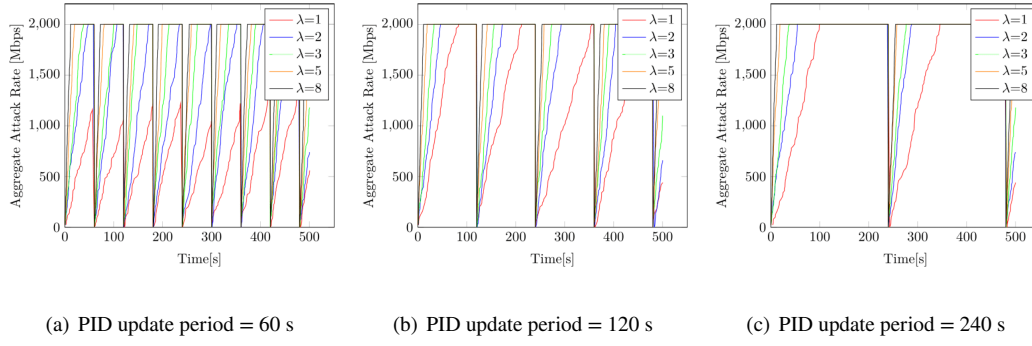 2,000
1,500
1,000
500
0
0
100
200
300
400
500
Aggregate Attack Rate [Mbps]
Time[s]
λ=1
λ=2
λ=3
λ=5
λ=8
(a) PID update period = 60 s
2,000
1,500
1,000
500
0
0
100
200
300
400
500
Aggregate Attack Rate [Mbps]
Time[s]
λ=1
λ=2
λ=3
λ=5
λ=8
(b) PID update period = 120 s
2,000
1,500
1,000
500
0
0
100
200
300
400
500
Aggregate Attack Rate [Mbps]
Time[s]
λ=1
λ=2
λ=3
λ=5
λ=8
(c) PID update period = 240 s